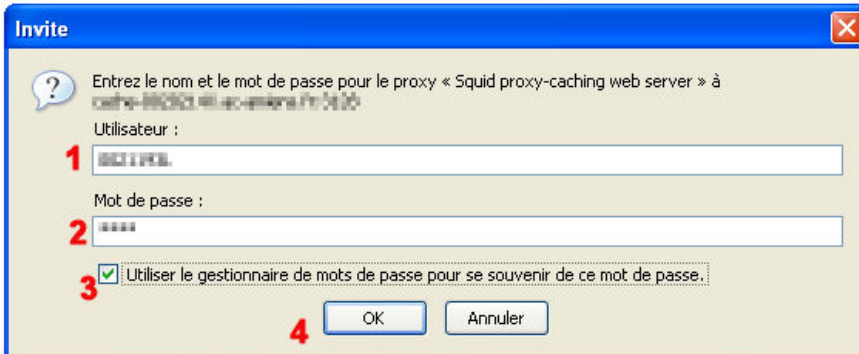 Invite
Entrez le nom et le mot de passe pour le proxy « Squid proxy-caching web server » à
Utilisateur :
1
Mot de passe :
2
3 Utiliser le gestionnaire de mots de passe pour se souvenir de ce mot de passe.
4 OK Annuler